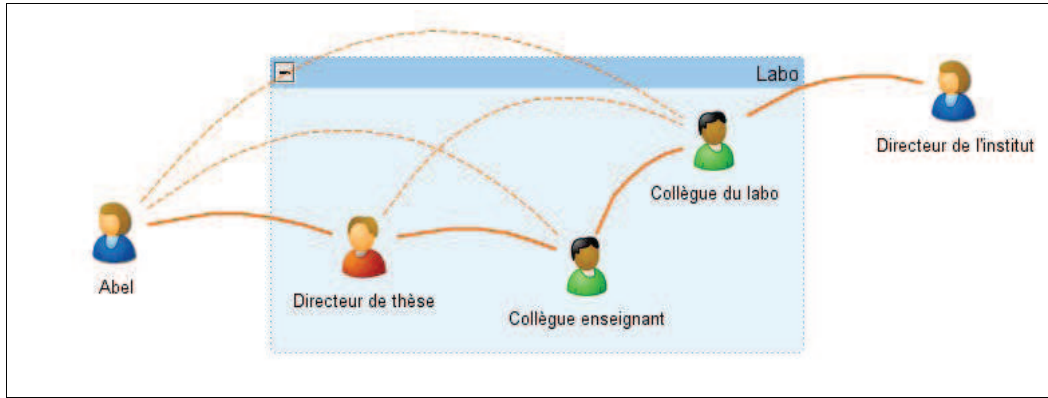 Labo
Directeur de l'institut
Collègue du labo
Abel
Directeur de thèse
Collègue enseignant